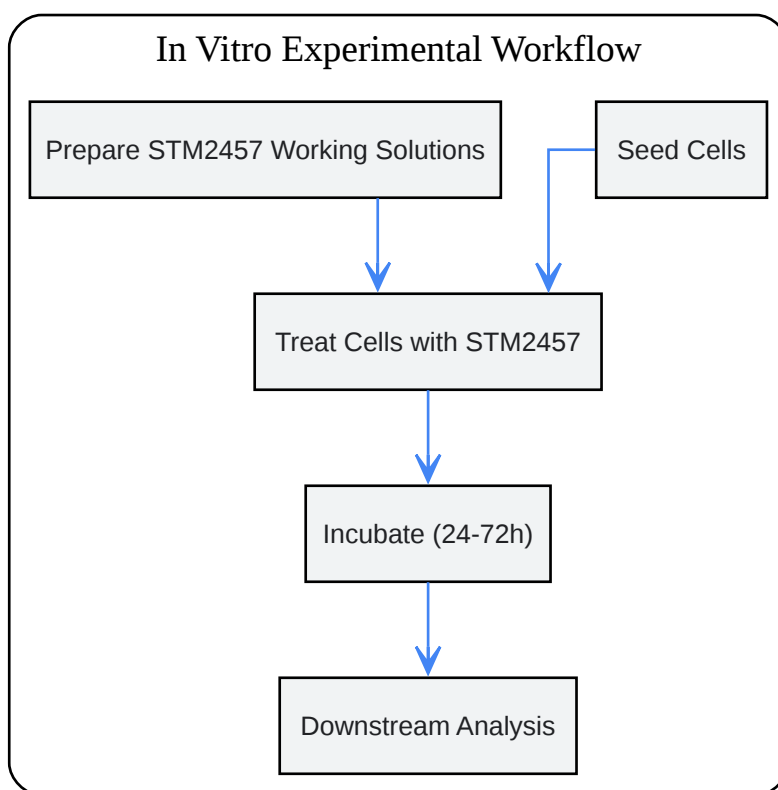 In Vitro Experimental Workflow
Prepare STM2457 Working Solutions
Seed Cells
Treat Cells with STM2457
Incubate (24-72h)
Downstream Analysis